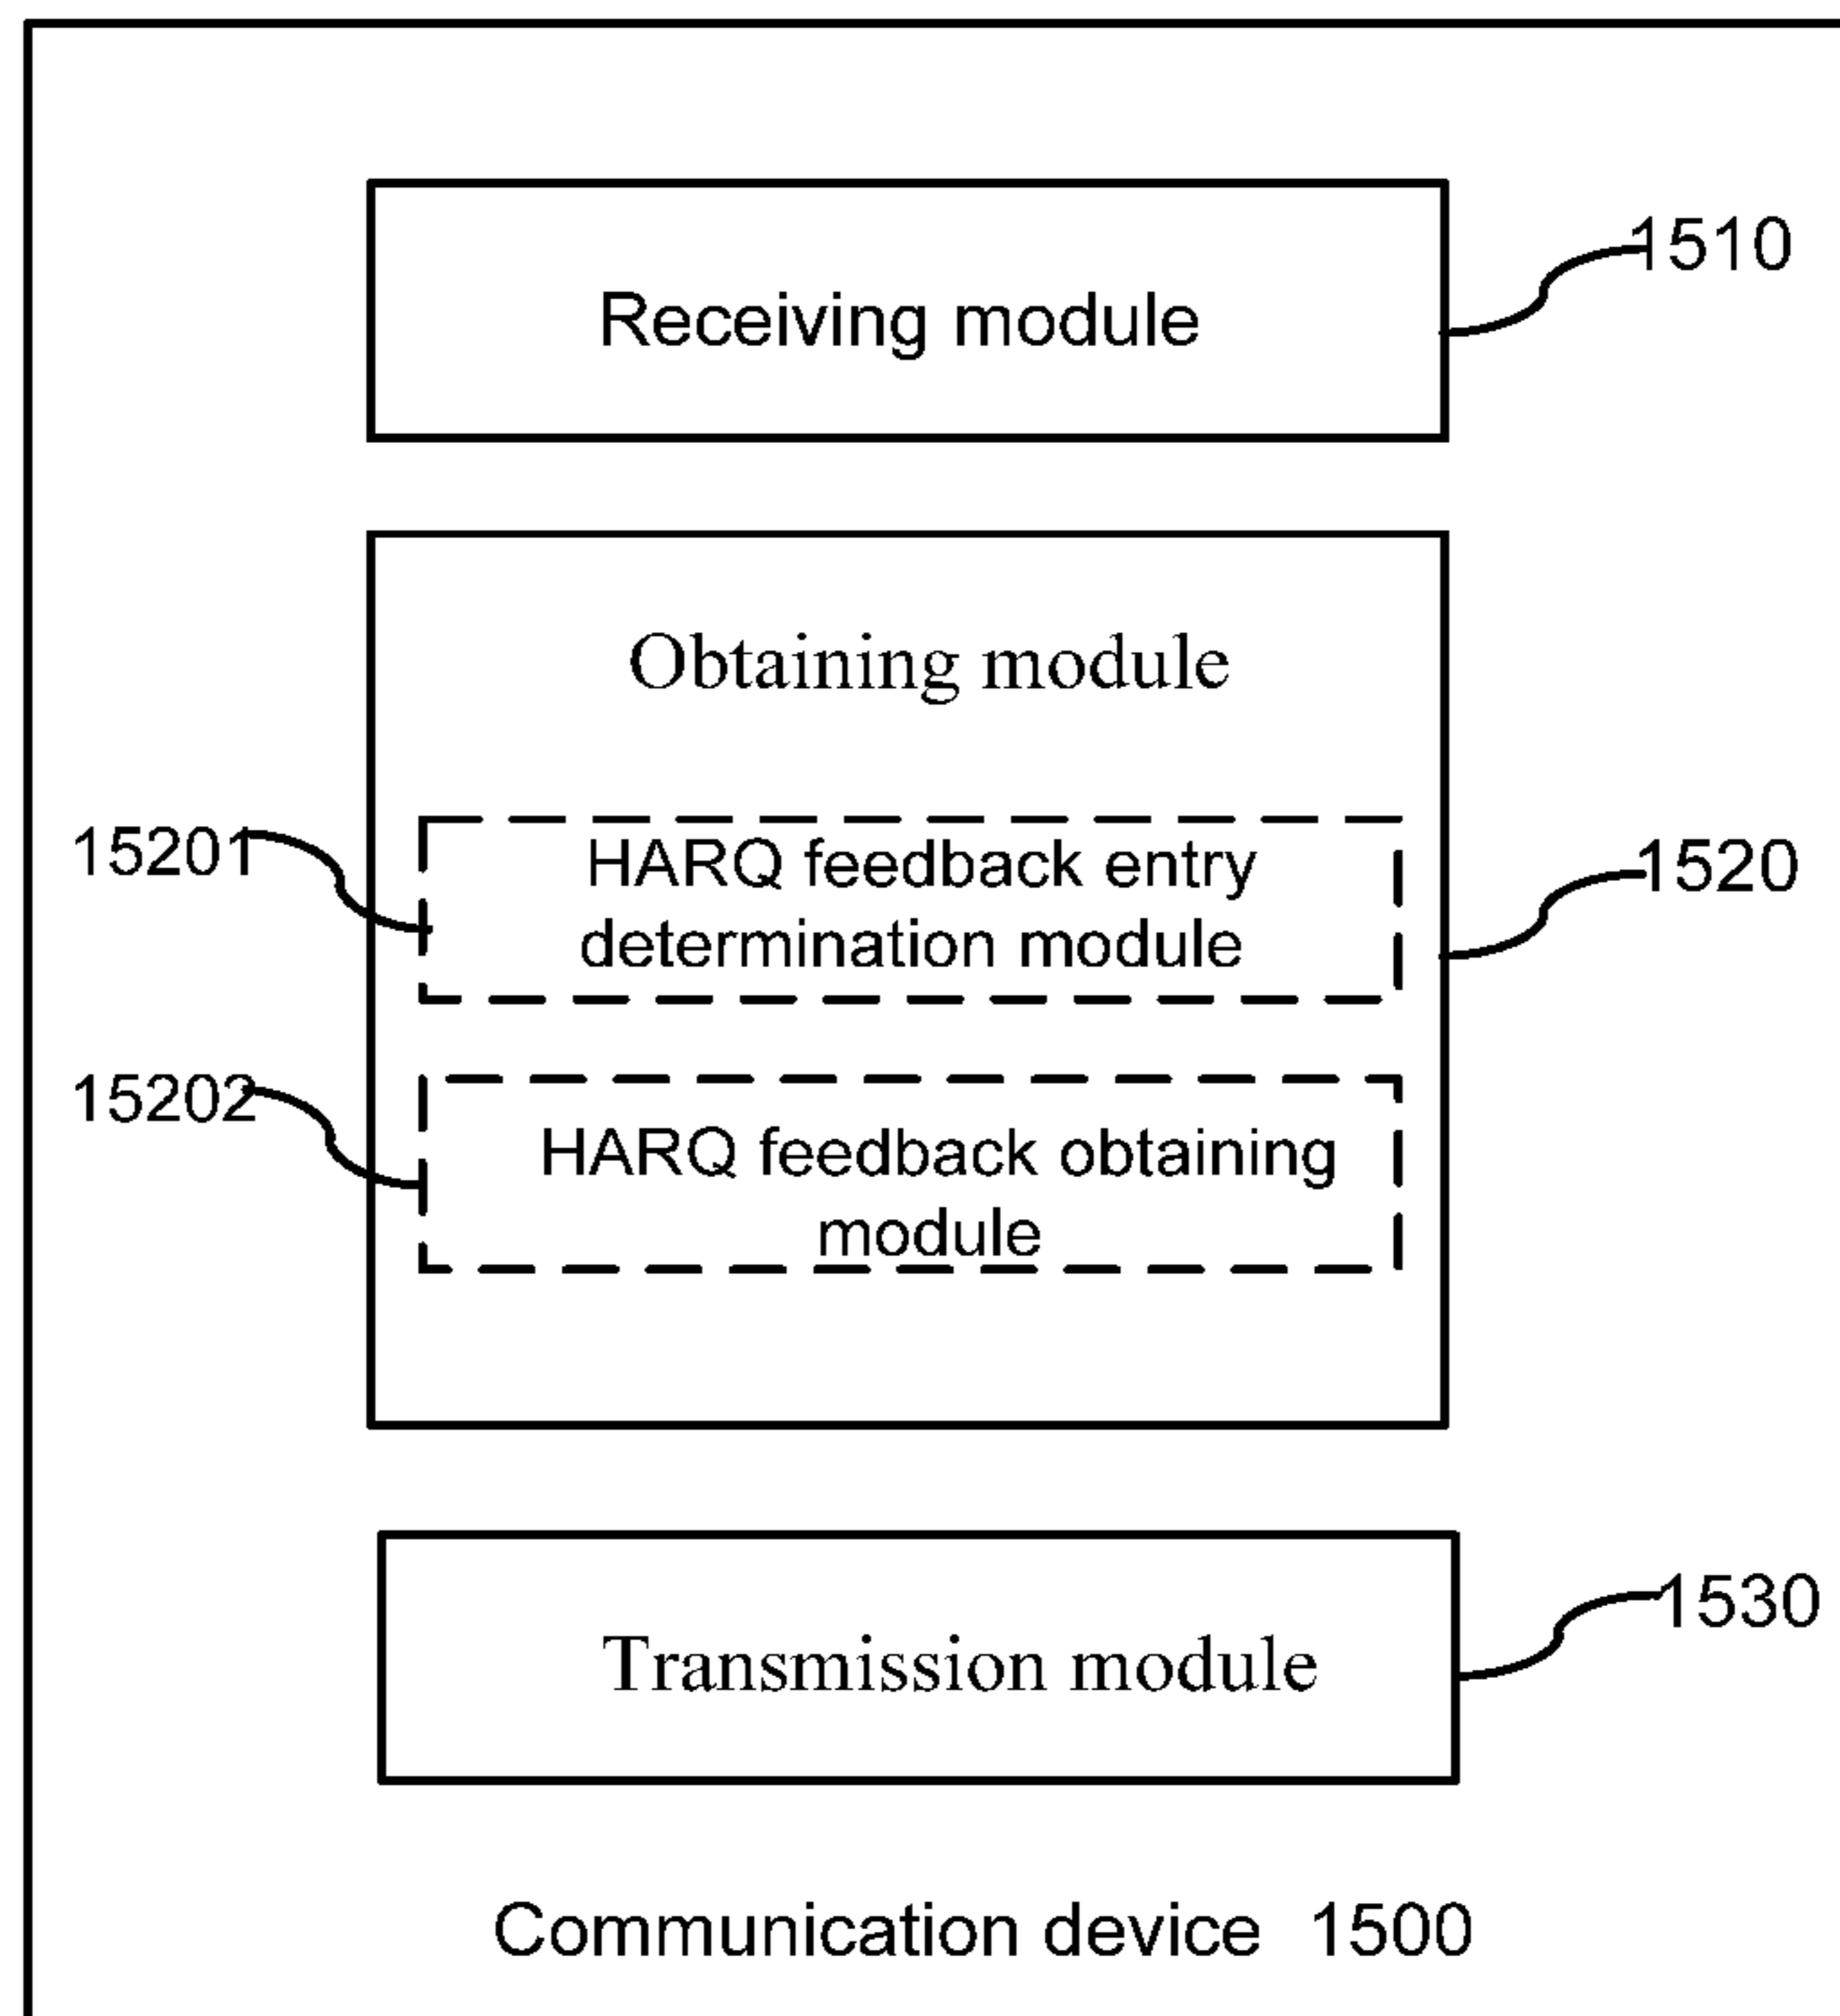 Receiving module
1510
Obtaining module
15201
HARQ feedback entry
determination module
1520
15202
HARQ feedback obtaining
module
Transmission module
1530
Communication device 1500